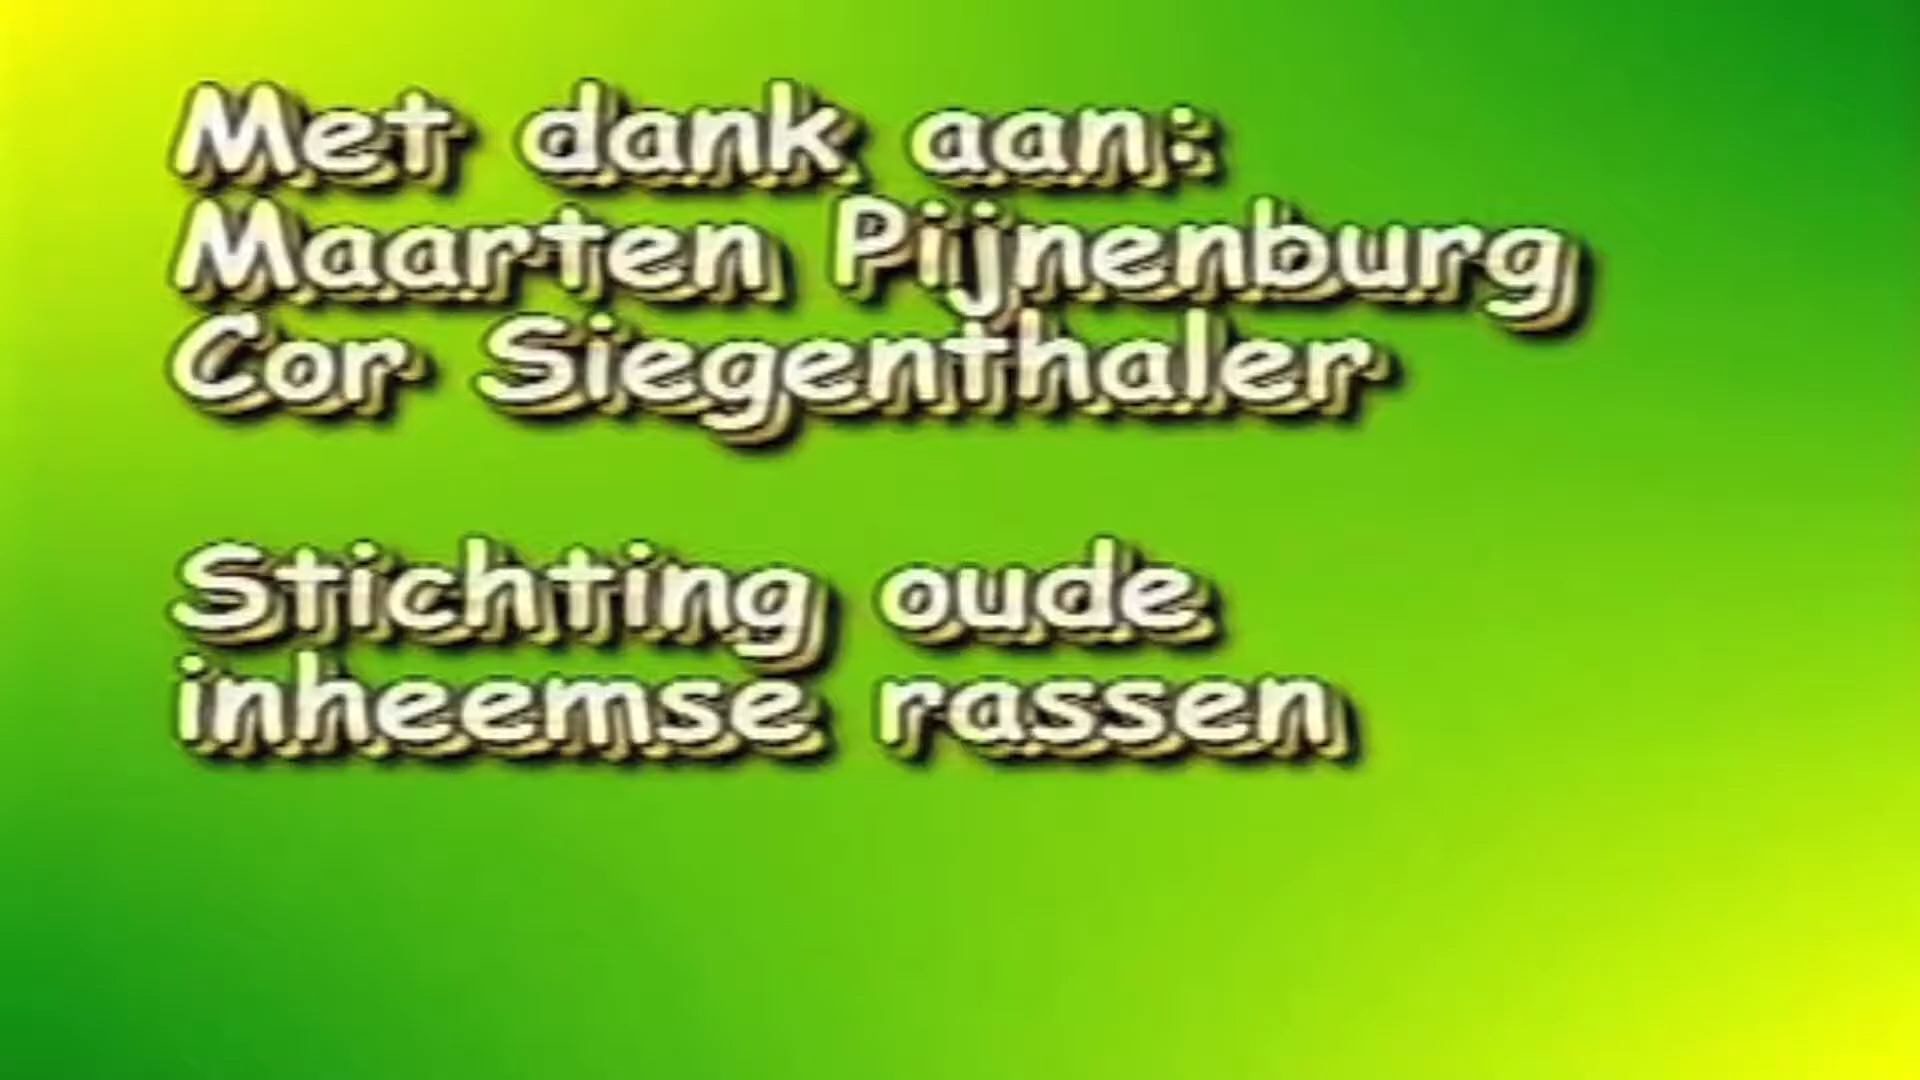 Met dank aan:
Maarten Pijnenburg
Cor Siegenthaler
Stichting oude
inheemse rassen